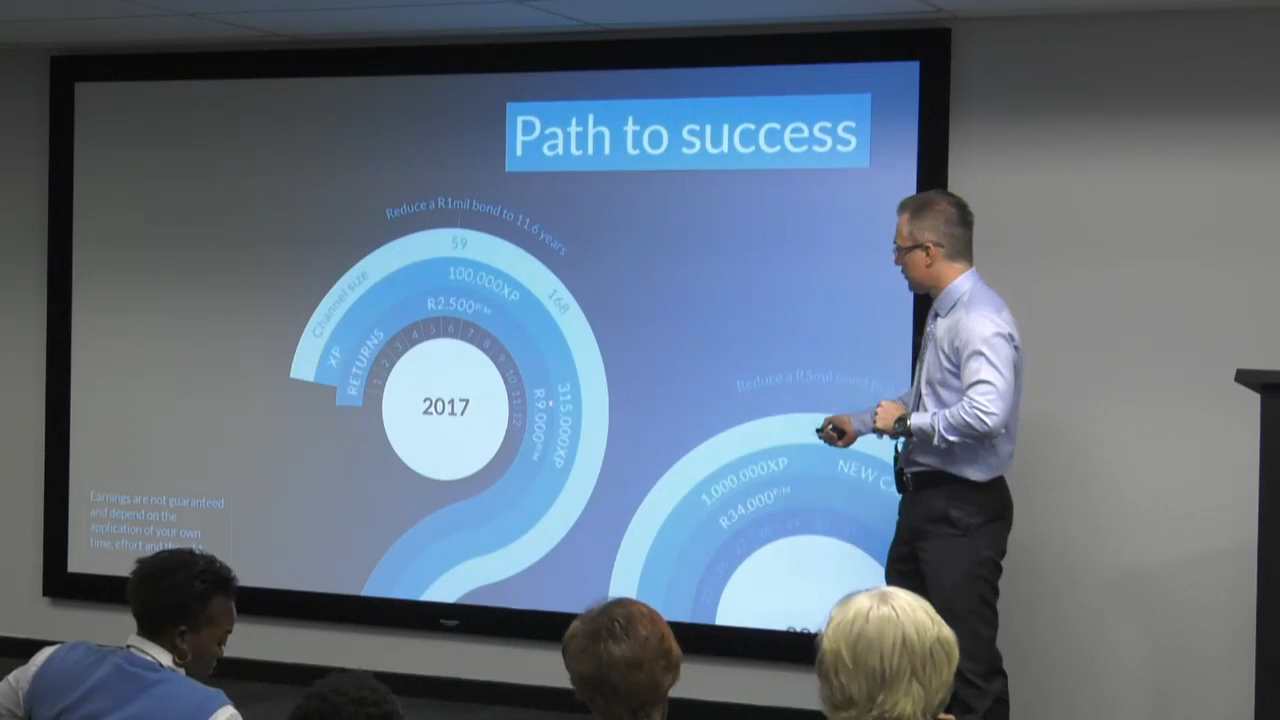 Path to success
Reduce a R1mil bond to 11.6 years
Channel size
59
168
XP
100,000XP
315,000XP
RETURNS
R2,500P/M
R9,000P/M
1 2 3 4 5 6 7 8 9 10 11 12
2017
Reduce a R5mil bond
1,000,000XP
NEW
R34,000P/M
Earnings are not guaranteed
and depend on the
application of your own
time, effort and